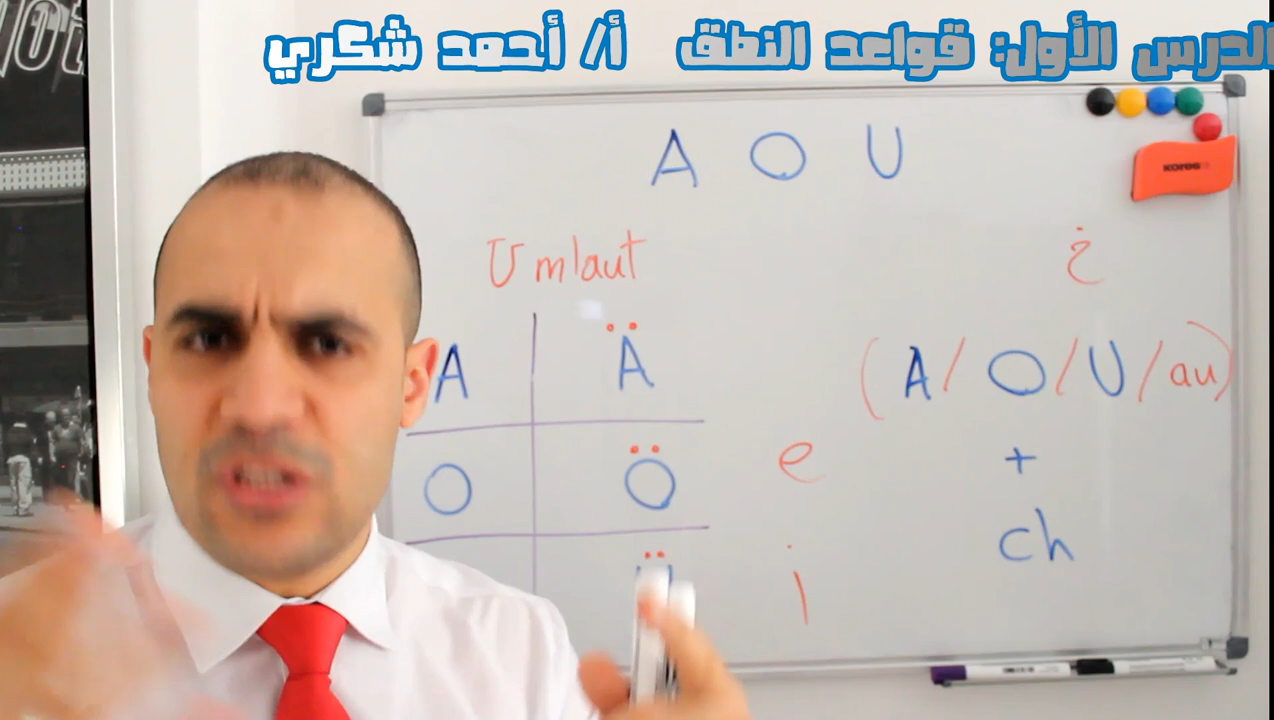 الدرس الأول: قواعد النطق أ/ أحمد شكري
A O U
KORES
Umlaut
خ
A Ä
(A/O/U/au)
O Ö
e
+
Ü
i
ch